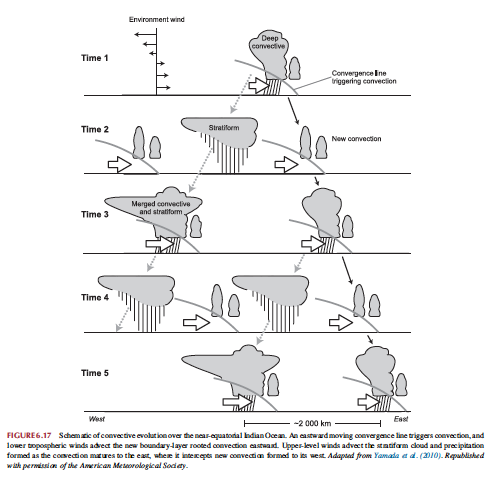 Environment wind
Deep
convective
Time 1
Convergence line
triggering convection
Time 2
Stratiform
New convection
Time 3
Merged convective
and stratiform
Time 4
Time 5
West
~2 000 km
East
FIGURE 6.17 Schematic of convective evolution over the near-equatorial Indian Ocean. An eastward moving convergence line triggers convection, and
lower tropospheric winds advect the new boundary-layer rooted convection eastward. Upper-level winds advect the stratiform cloud and precipitation
formed as the convection matures to the east, where it intercepts new convection formed to its west. Adapted from Yamada et al. (2010). Republished
with permission of the American Meteorological Society.